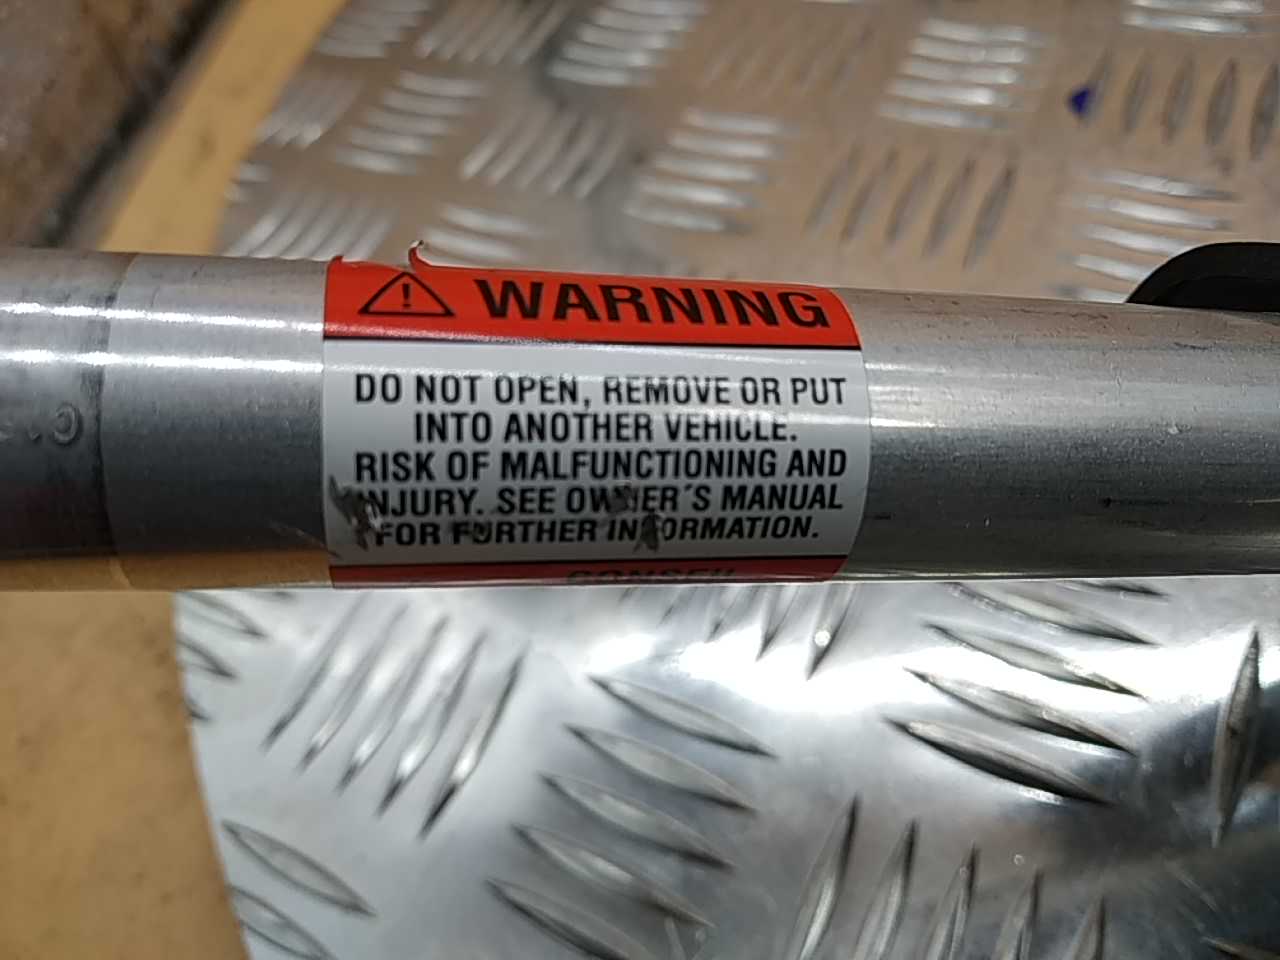 WARNING
DO NOT OPEN, REMOVE OR PUT
INTO ANOTHER VEHICLE.
RISK OF MALFUNCTIONING AND
INJURY. SEE OWNER'S MANUAL
FOR FURTHER INFORMATION.
CONSEIL